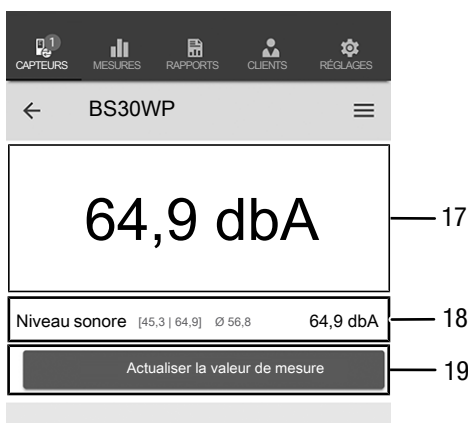 1
CAPTEURS MESURES RAPPORTS CLIENTS RÉGLAGES
BS30WP
64,9 dbA
17
Niveau sonore [45,3 | 64,9] Ø 56,8 64,9 dbA
18
Actualiser la valeur de mesure
19